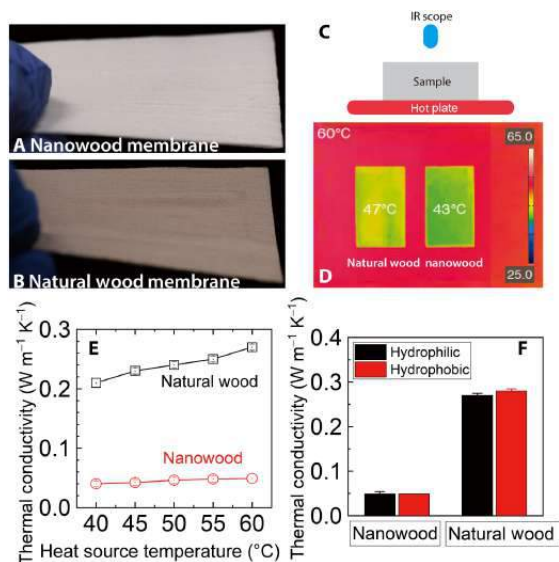 A Nanowood membrane
B Natural wood membrane
C
IR scope
Sample
Hot plate
60°C
65.0
47°C
43°C
Natural wood
nanowood
D
25.0
E
Thermal conductivity (W m⁻¹ K⁻¹)
0.3
0.2
0.1
0.0
Natural wood
Nanowood
40 45 50 55 60
Heat source temperature (°C)
F
Thermal conductivity (W m⁻¹ K⁻¹)
0.4
0.3
0.2
0.1
0.0
Hydrophilic
Hydrophobic
Nanowood
Natural wood